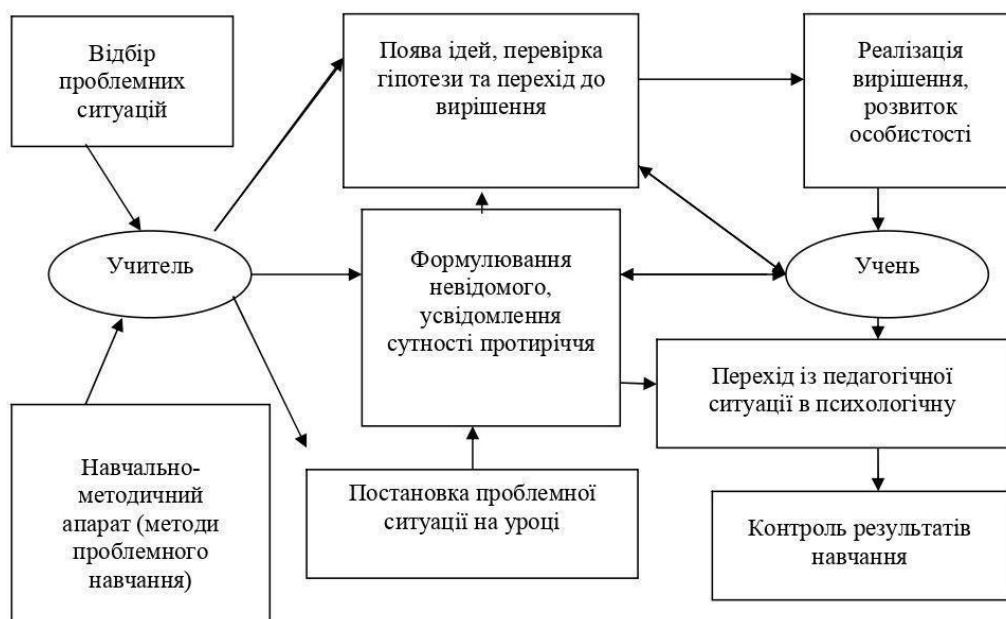 Відбір
проблемних
ситуацій
Поява ідей, перевірка
гіпотези та перехід до
вирішення
Реалізація
вирішення,
розвиток
особистості
Учитель
Формулювання
невідомого,
усвідомлення
сутності протиріччя
Учень
Перехід із педагогічної
ситуації в психологічну
Навчально-
методичний
апарат (методи
проблемного
навчання)
Постановка проблемної
ситуації на уроці
Контроль результатів
навчання